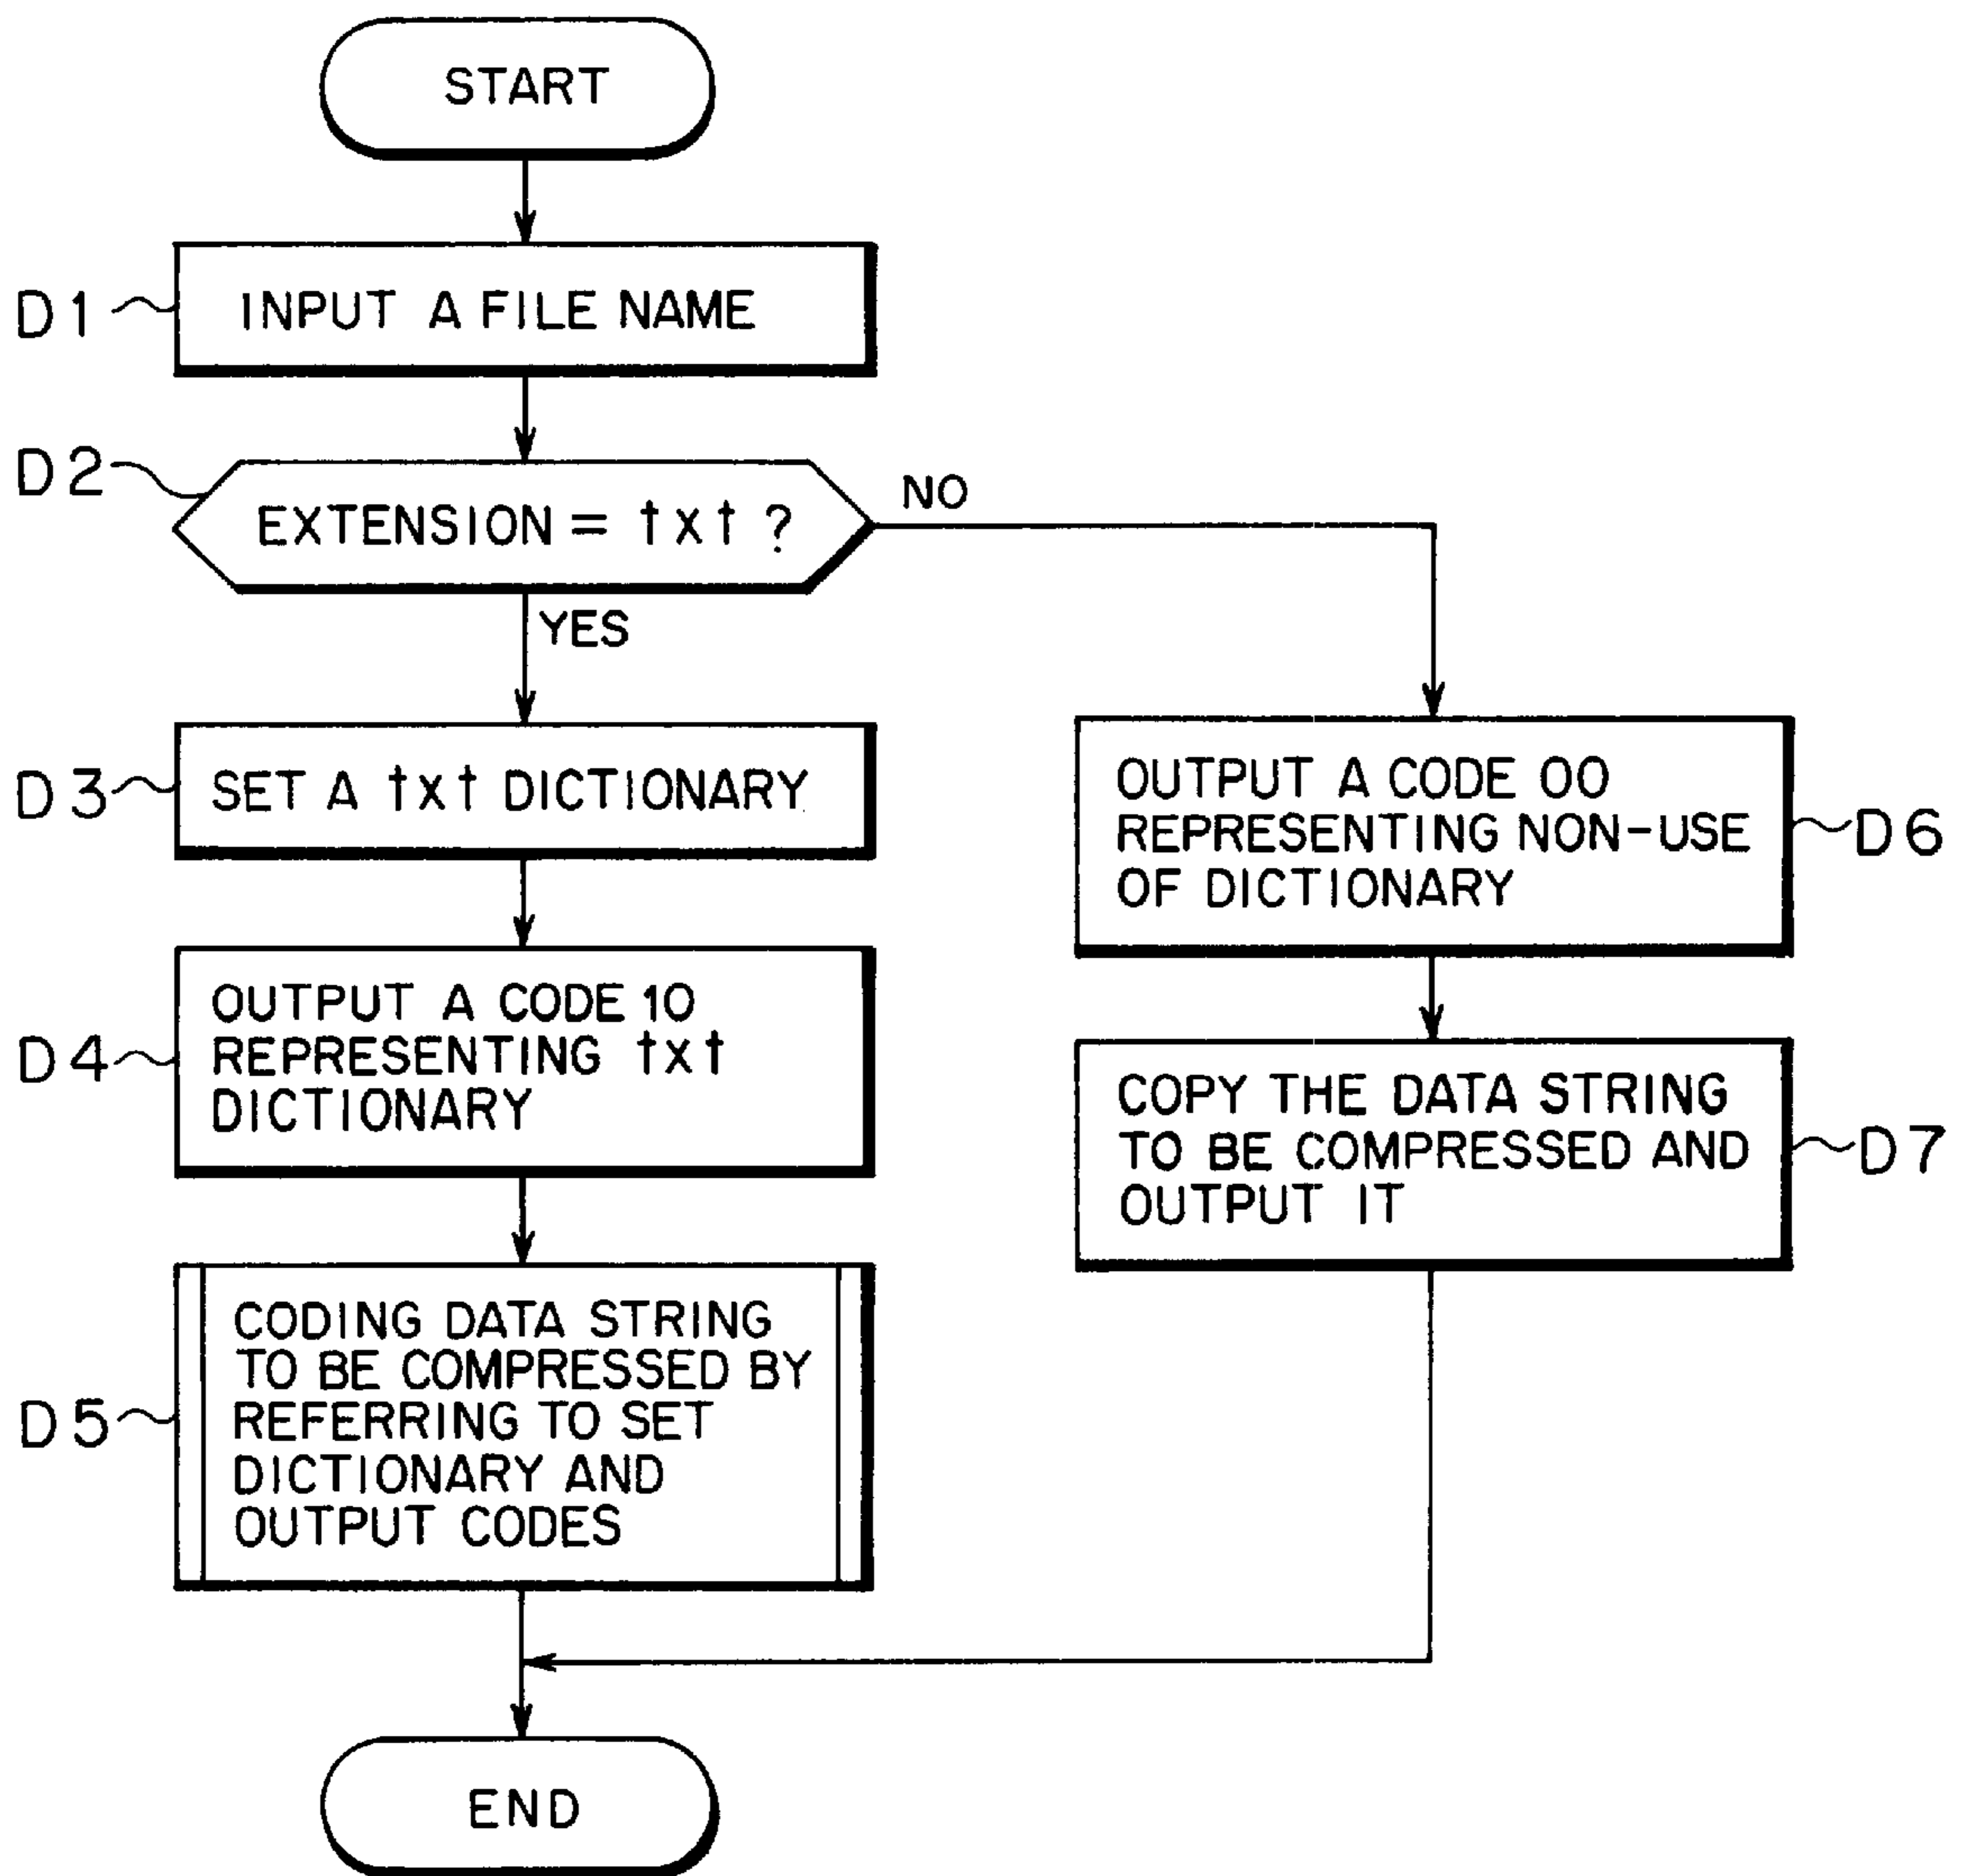 START
D1
INPUT A FILE NAME
D2
EXTENSION = txt ?
NO
YES
D3
SET A txt DICTIONARY
D4
OUTPUT A CODE 10
REPRESENTING txt
DICTIONARY
D5
CODING DATA STRING
TO BE COMPRESSED BY
REFERRING TO SET
DICTIONARY AND
OUTPUT CODES
OUTPUT A CODE 00
REPRESENTING NON-USE
OF DICTIONARY
D6
COPY THE DATA STRING
TO BE COMPRESSED AND
OUTPUT IT
D7
END